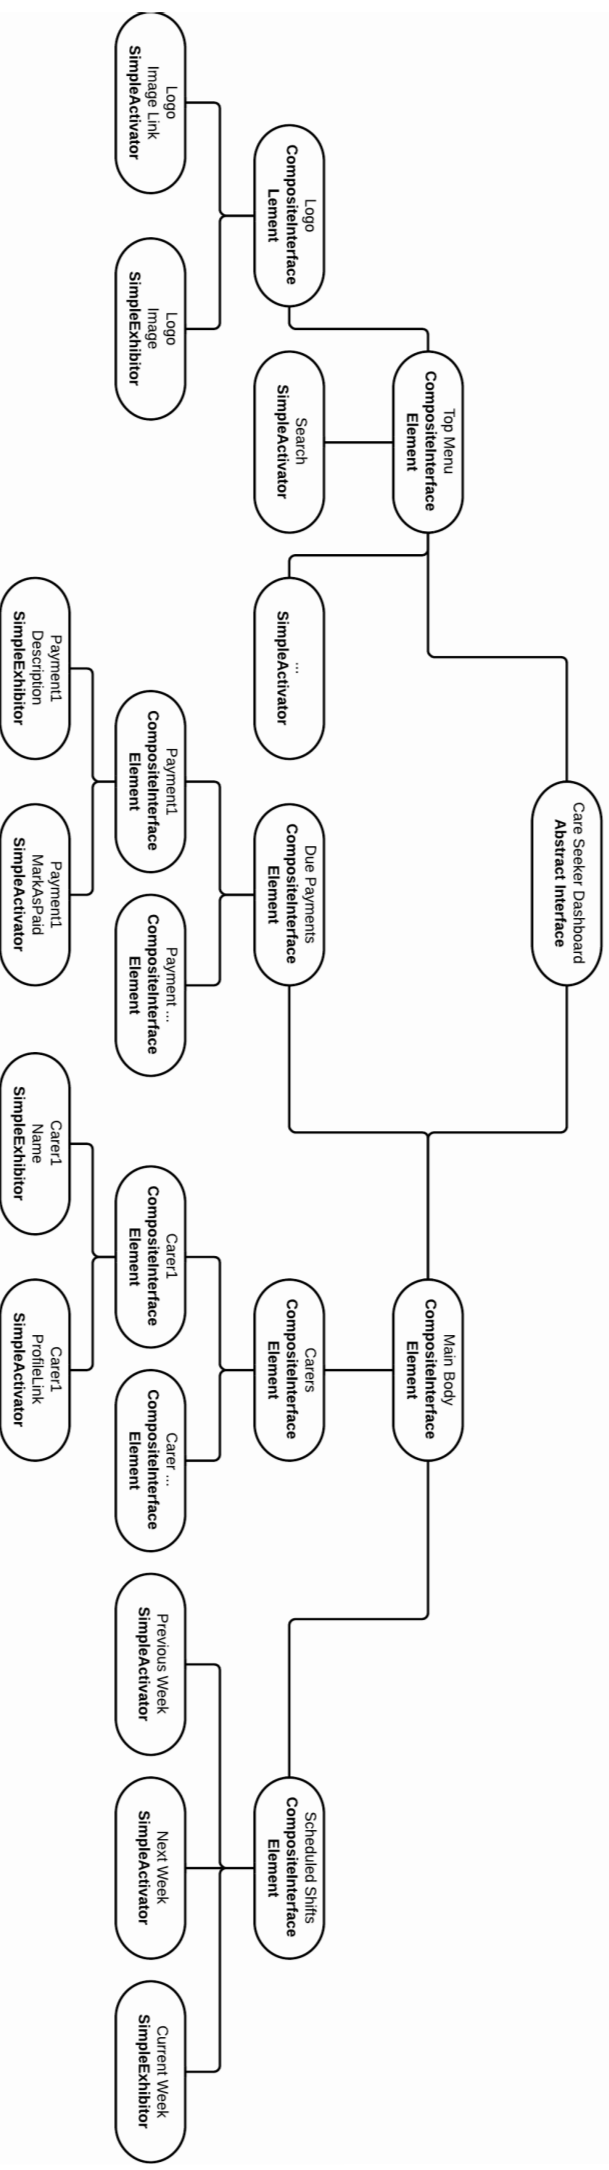 Care Seeker Dashboard
Abstract Interface
Top Menu
CompositeInterface
Element
Main Body
CompositeInterface
Element
Logo
CompositeInterface
Lement
Search
SimpleActivator
...
SimpleActivator
Due Payments
CompositeInterface
Element
Carers
CompositeInterface
Element
Scheduled Shifts
CompositeInterface
Element
Logo
Image Link
SimpleActivator
Logo
Image
SimpleExhibitor
Payment1
CompositeInterface
Element
Payment ...
CompositeInterface
Element
Carer1
CompositeInterface
Element
Carer ...
CompositeInterface
Element
Previous Week
SimpleActivator
Next Week
SimpleActivator
Current Week
SimpleExhibitor
Payment1
Description
SimpleExhibitor
Payment1
MarkAsPaid
SimpleActivator
Carer1
Name
SimpleExhibitor
Carer1
ProfileLink
SimpleActivator